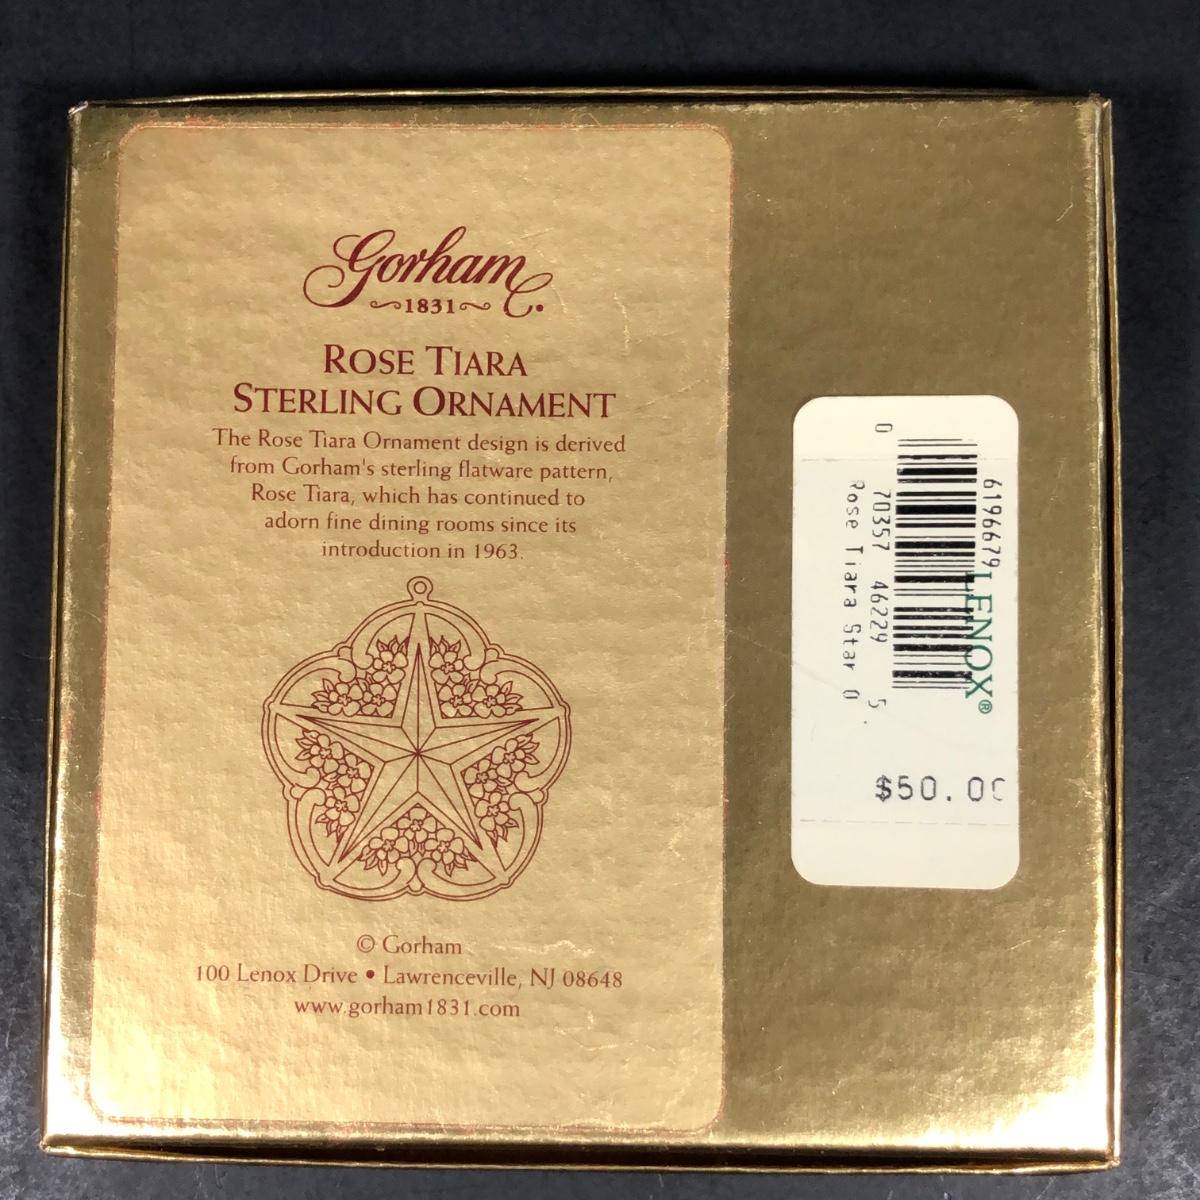 Gorham
1831
ROSE TIARA
STERLING ORNAMENT
The Rose Tiara Ornament design is derived
from Gorham's sterling flatware pattern,
Rose Tiara, which has continued to
adorn fine dining rooms since its
introduction in 1963.
© Gorham
100 Lenox Drive • Lawrenceville, NJ 08648
www.gorham1831.com
LENOX®
6196679
0 70357 46229 5
Rose Tiara Star O
$50.00